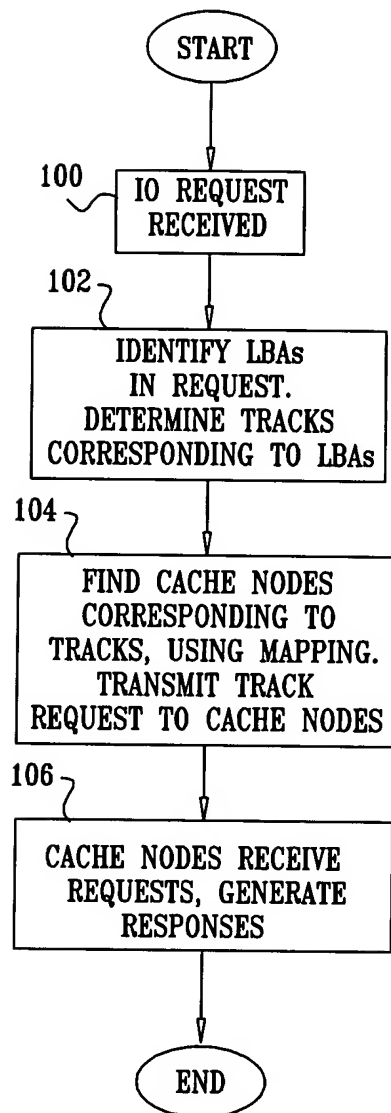 START
100
IO REQUEST
RECEIVED
102
IDENTIFY LBAs
IN REQUEST.
DETERMINE TRACKS
CORRESPONDING TO LBAs
104
FIND CACHE NODES
CORRESPONDING TO
TRACKS, USING MAPPING.
TRANSMIT TRACK
REQUEST TO CACHE NODES
106
CACHE NODES RECEIVE
REQUESTS, GENERATE
RESPONSES
END